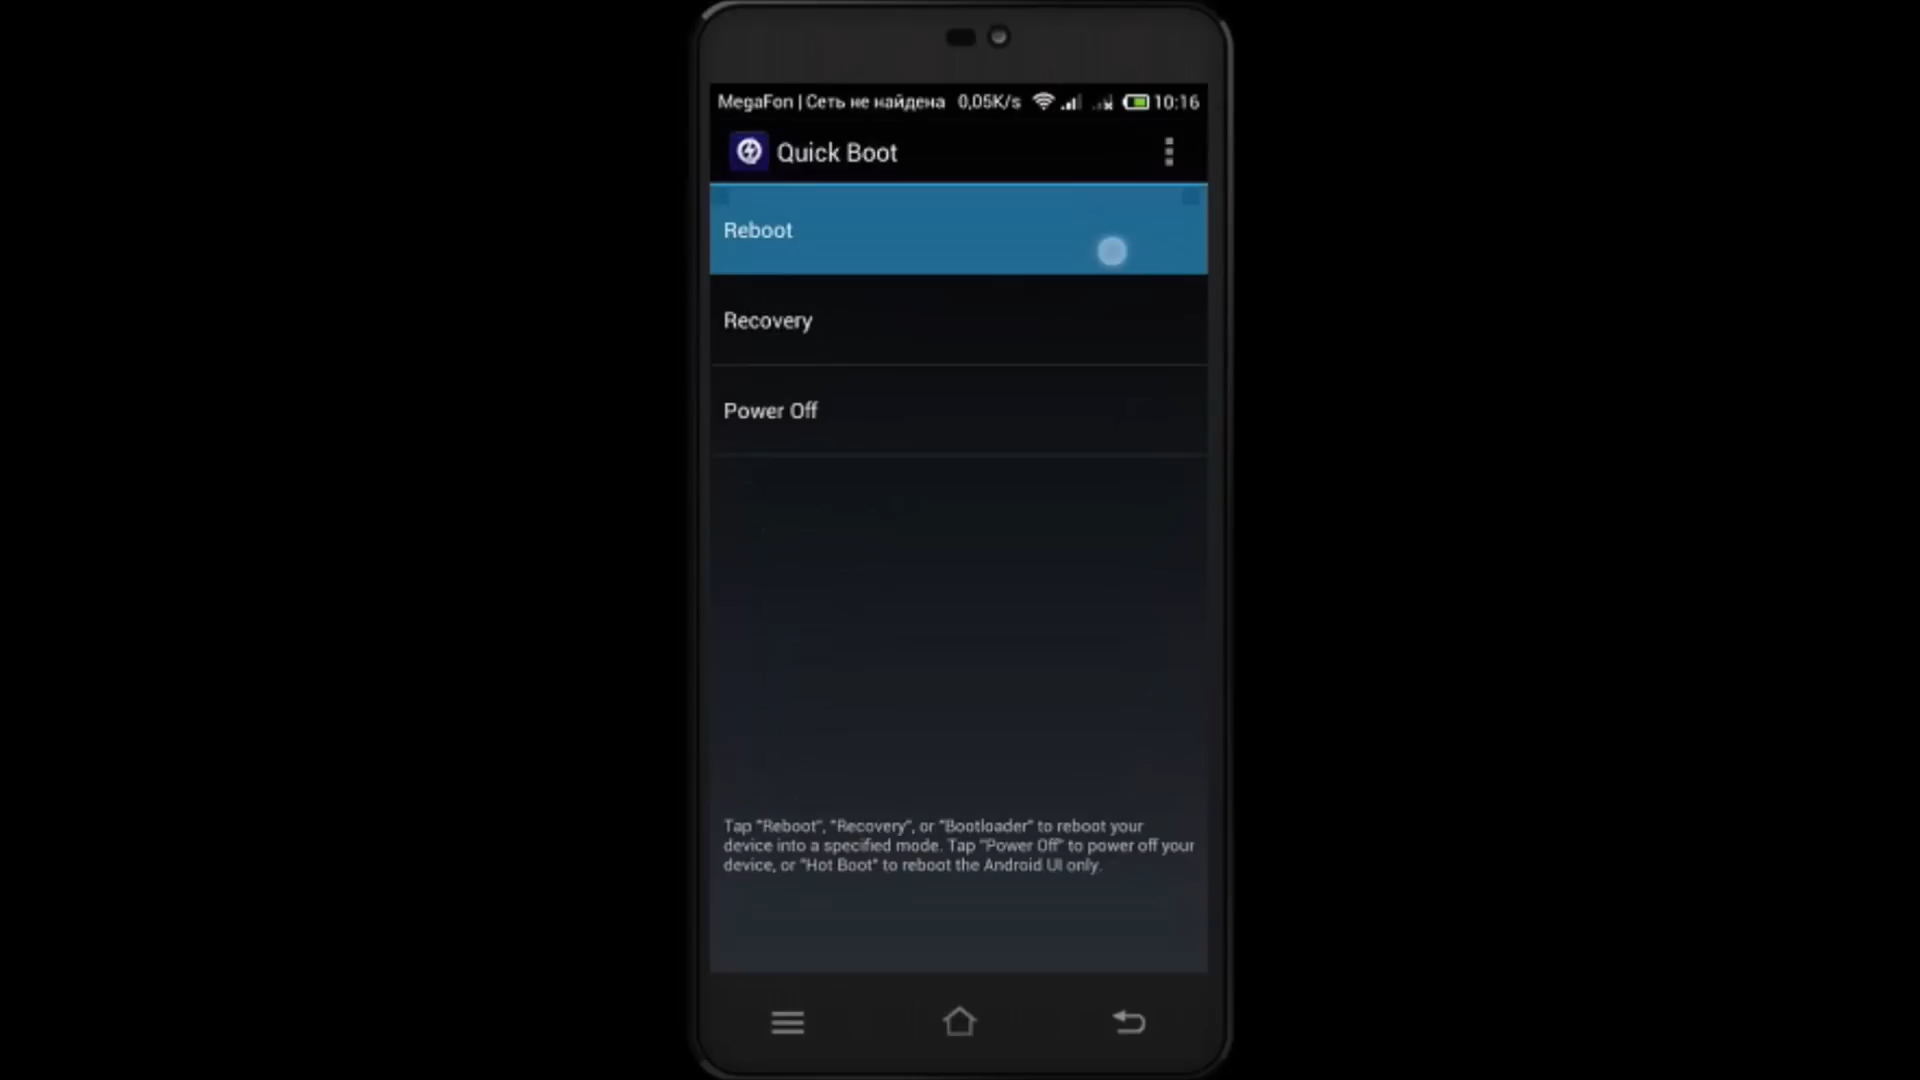 MegaFon | Сеть не найдена 0,05K/s 10:16
Quick Boot
Reboot
Recovery
Power Off
Tap "Reboot", "Recovery", or "Bootloader" to reboot your
device into a specified mode. Tap "Power Off" to power off your
device, or "Hot Boot" to reboot the Android UI only.